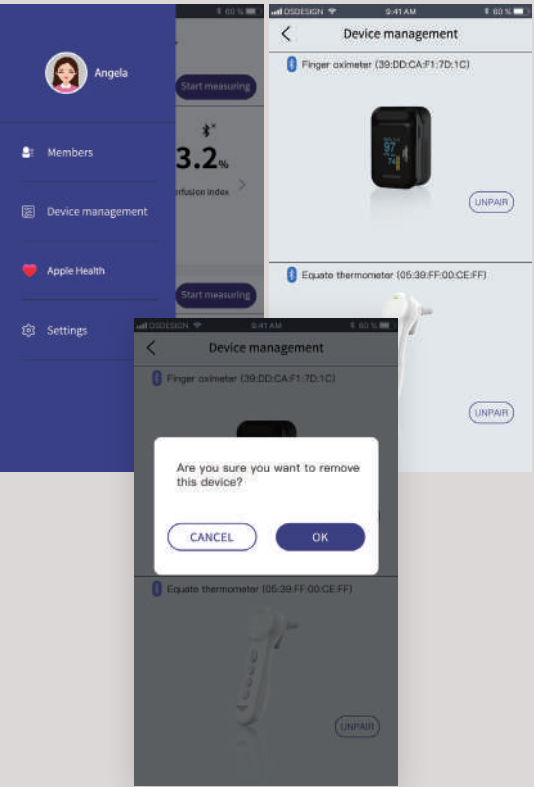 60 %
Angela
Start measuring
3.2%
erfusion index
Start measuring
Members
Device management
Apple Health
Settings
OSDESIGN 9:41 AM 60 %
Device management
Finger oximeter (39:DD:CA:F1:7D:1C)
97
74
UNPAIR
Equate thermometer (05:39:FF:00:CE:FF)
UNPAIR
OSDESIGN 9:41 AM 60 %
Device management
Finger oximeter (39:DD:CA:F1:7D:1C)
Are you sure you want to remove
this device?
CANCEL OK
Equate thermometer (05:39:FF:00:CE:FF)
UNPAIR